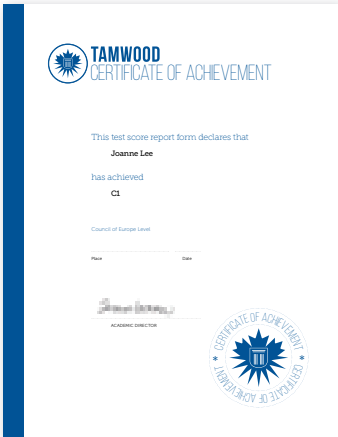 TAMWOOD
CERTIFICATE OF ACHIEVEMENT
This test score report form declares that
Joanne Lee
has achieved
C1
Council of Europe Level
Place Date
ACADEMIC DIRECTOR
CERTIFICATE OF ACHIEVEMENT * CERTIFICATE OF ACHIEVEMENT *